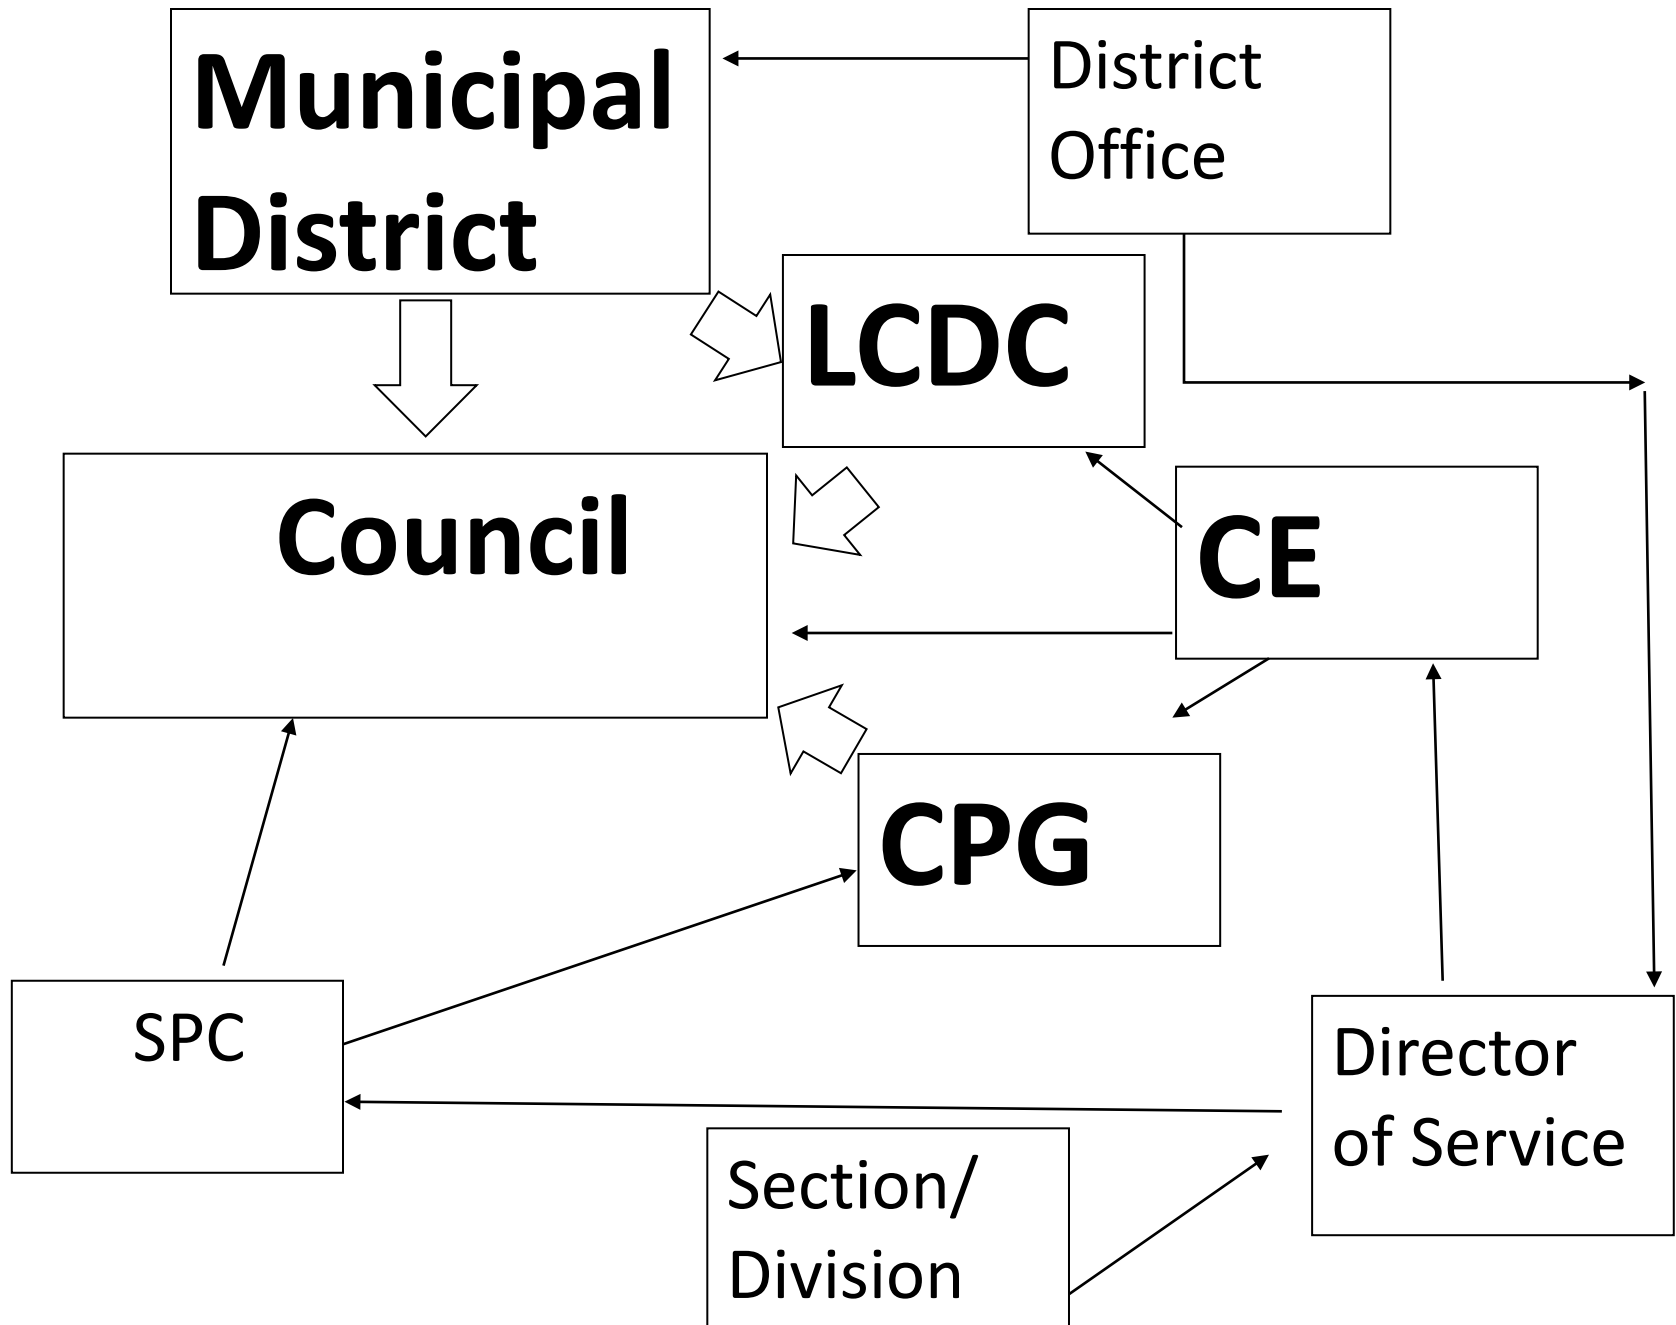 Municipal
District
District
Office
LCDC
Council
CE
CPG
SPC
Director
of Service
Section/
Division